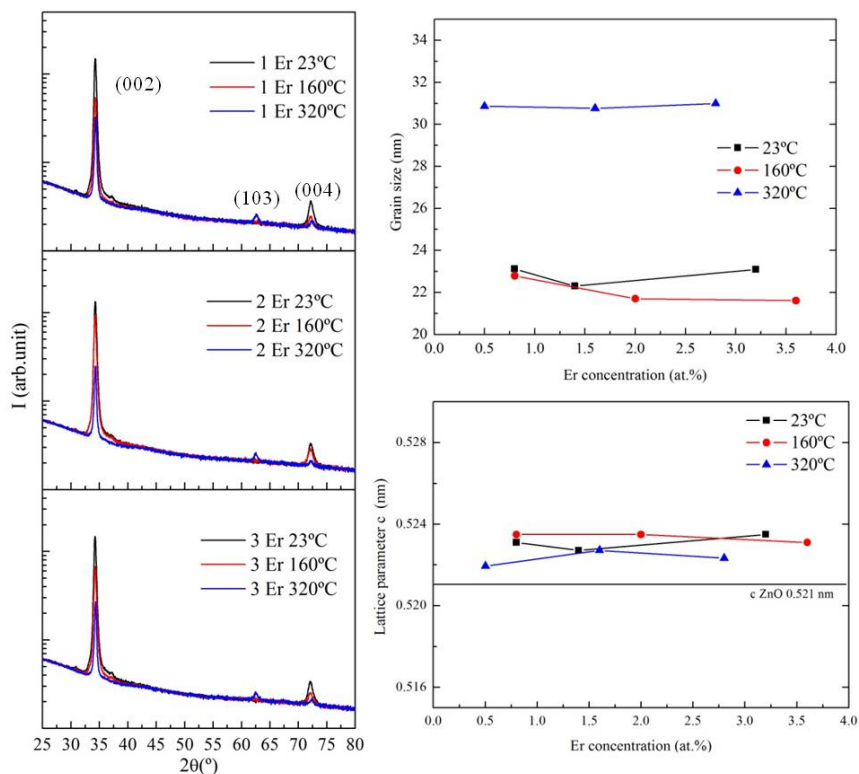 1 Er 23ºC
1 Er 160ºC
1 Er 320ºC
(002)
(103)
(004)
2 Er 23ºC
2 Er 160ºC
2 Er 320ºC
3 Er 23ºC
3 Er 160ºC
3 Er 320ºC
I (arb.unit)
25 30 35 40 45 50 55 60 65 70 75 80
2θ(º)
34
32
30
28
26
24
22
20
Grain size (nm)
23ºC
160ºC
320ºC
0.0 0.5 1.0 1.5 2.0 2.5 3.0 3.5 4.0
Er concentration (at.%)
0.528
0.524
0.520
0.516
Lattice parameter c (nm)
23ºC
160ºC
320ºC
c ZnO 0.521 nm
0.0 0.5 1.0 1.5 2.0 2.5 3.0 3.5 4.0
Er concentration (at.%)